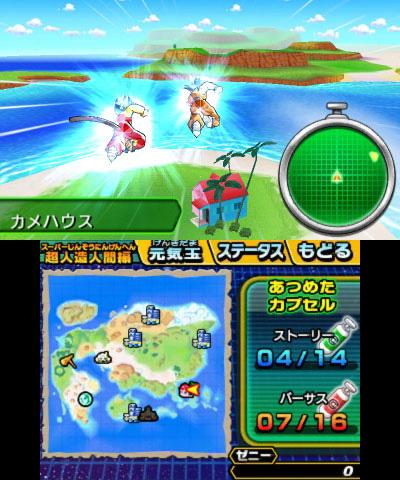 カメハウス
スーパーじんぞうにんげんへん
超人造人間編
げんきだま
元気玉
ステータス
もどる
あつめた
カプセル
ストーリー
04/14
バーサス
07/16
ゼニー
0